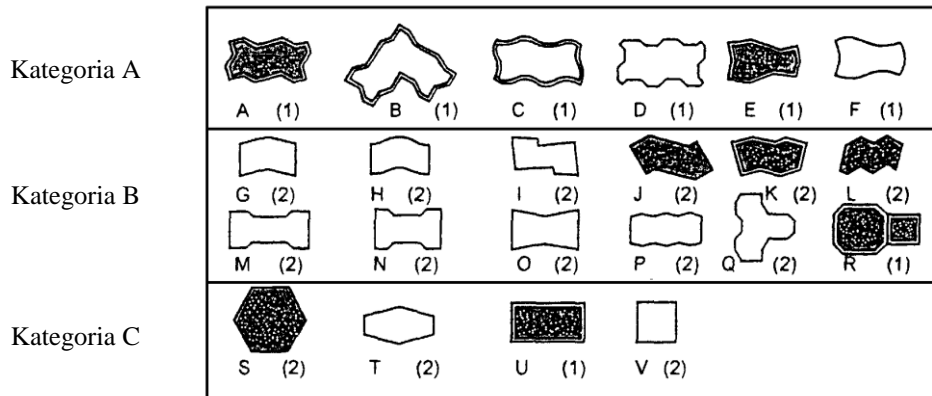 Kategoria A
A (1) B (1) C (1) D (1) E (1) F (1)
Kategoria B
G (2) H (2) I (2) J (2) K (2) L (2)
M (2) N (2) O (2) P (2) Q (2) R (1)
Kategoria C
S (2) T (2) U (1) V (2)